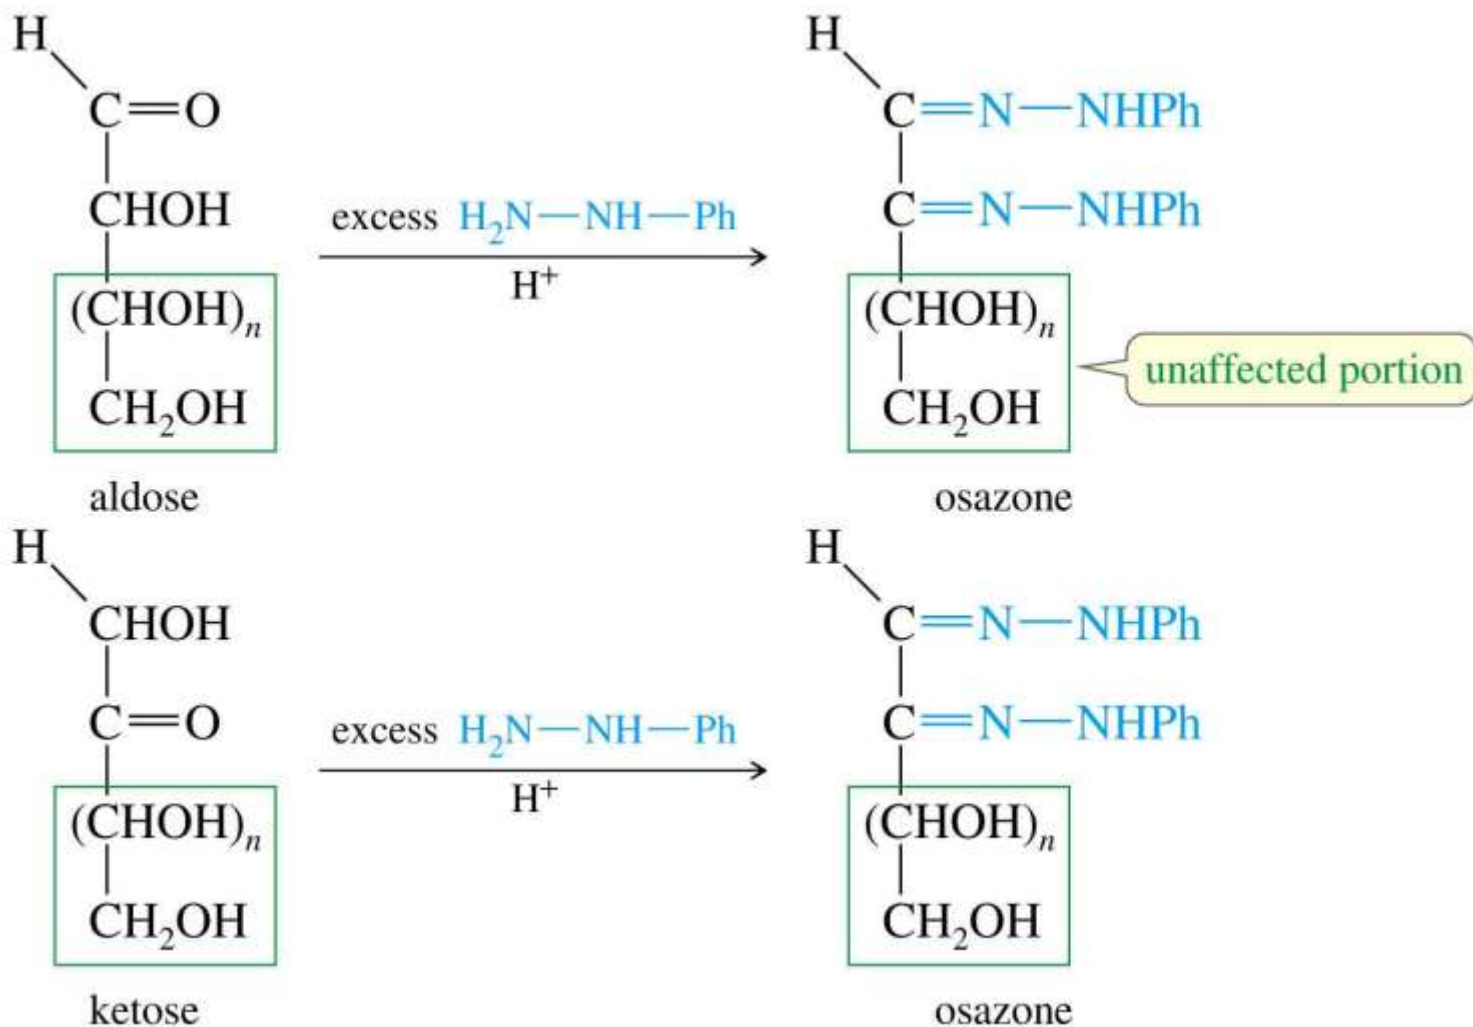 H H
C=O C=N—NHPh
CHOH excess H₂N—NH—Ph C=N—NHPh
H⁺
(CHOH)ₙ (CHOH)ₙ
unaffected portion
CH₂OH CH₂OH
aldose osazone
H H
CHOH C=N—NHPh
C=O excess H₂N—NH—Ph C=N—NHPh
H⁺
(CHOH)ₙ (CHOH)ₙ
CH₂OH CH₂OH
ketose osazone